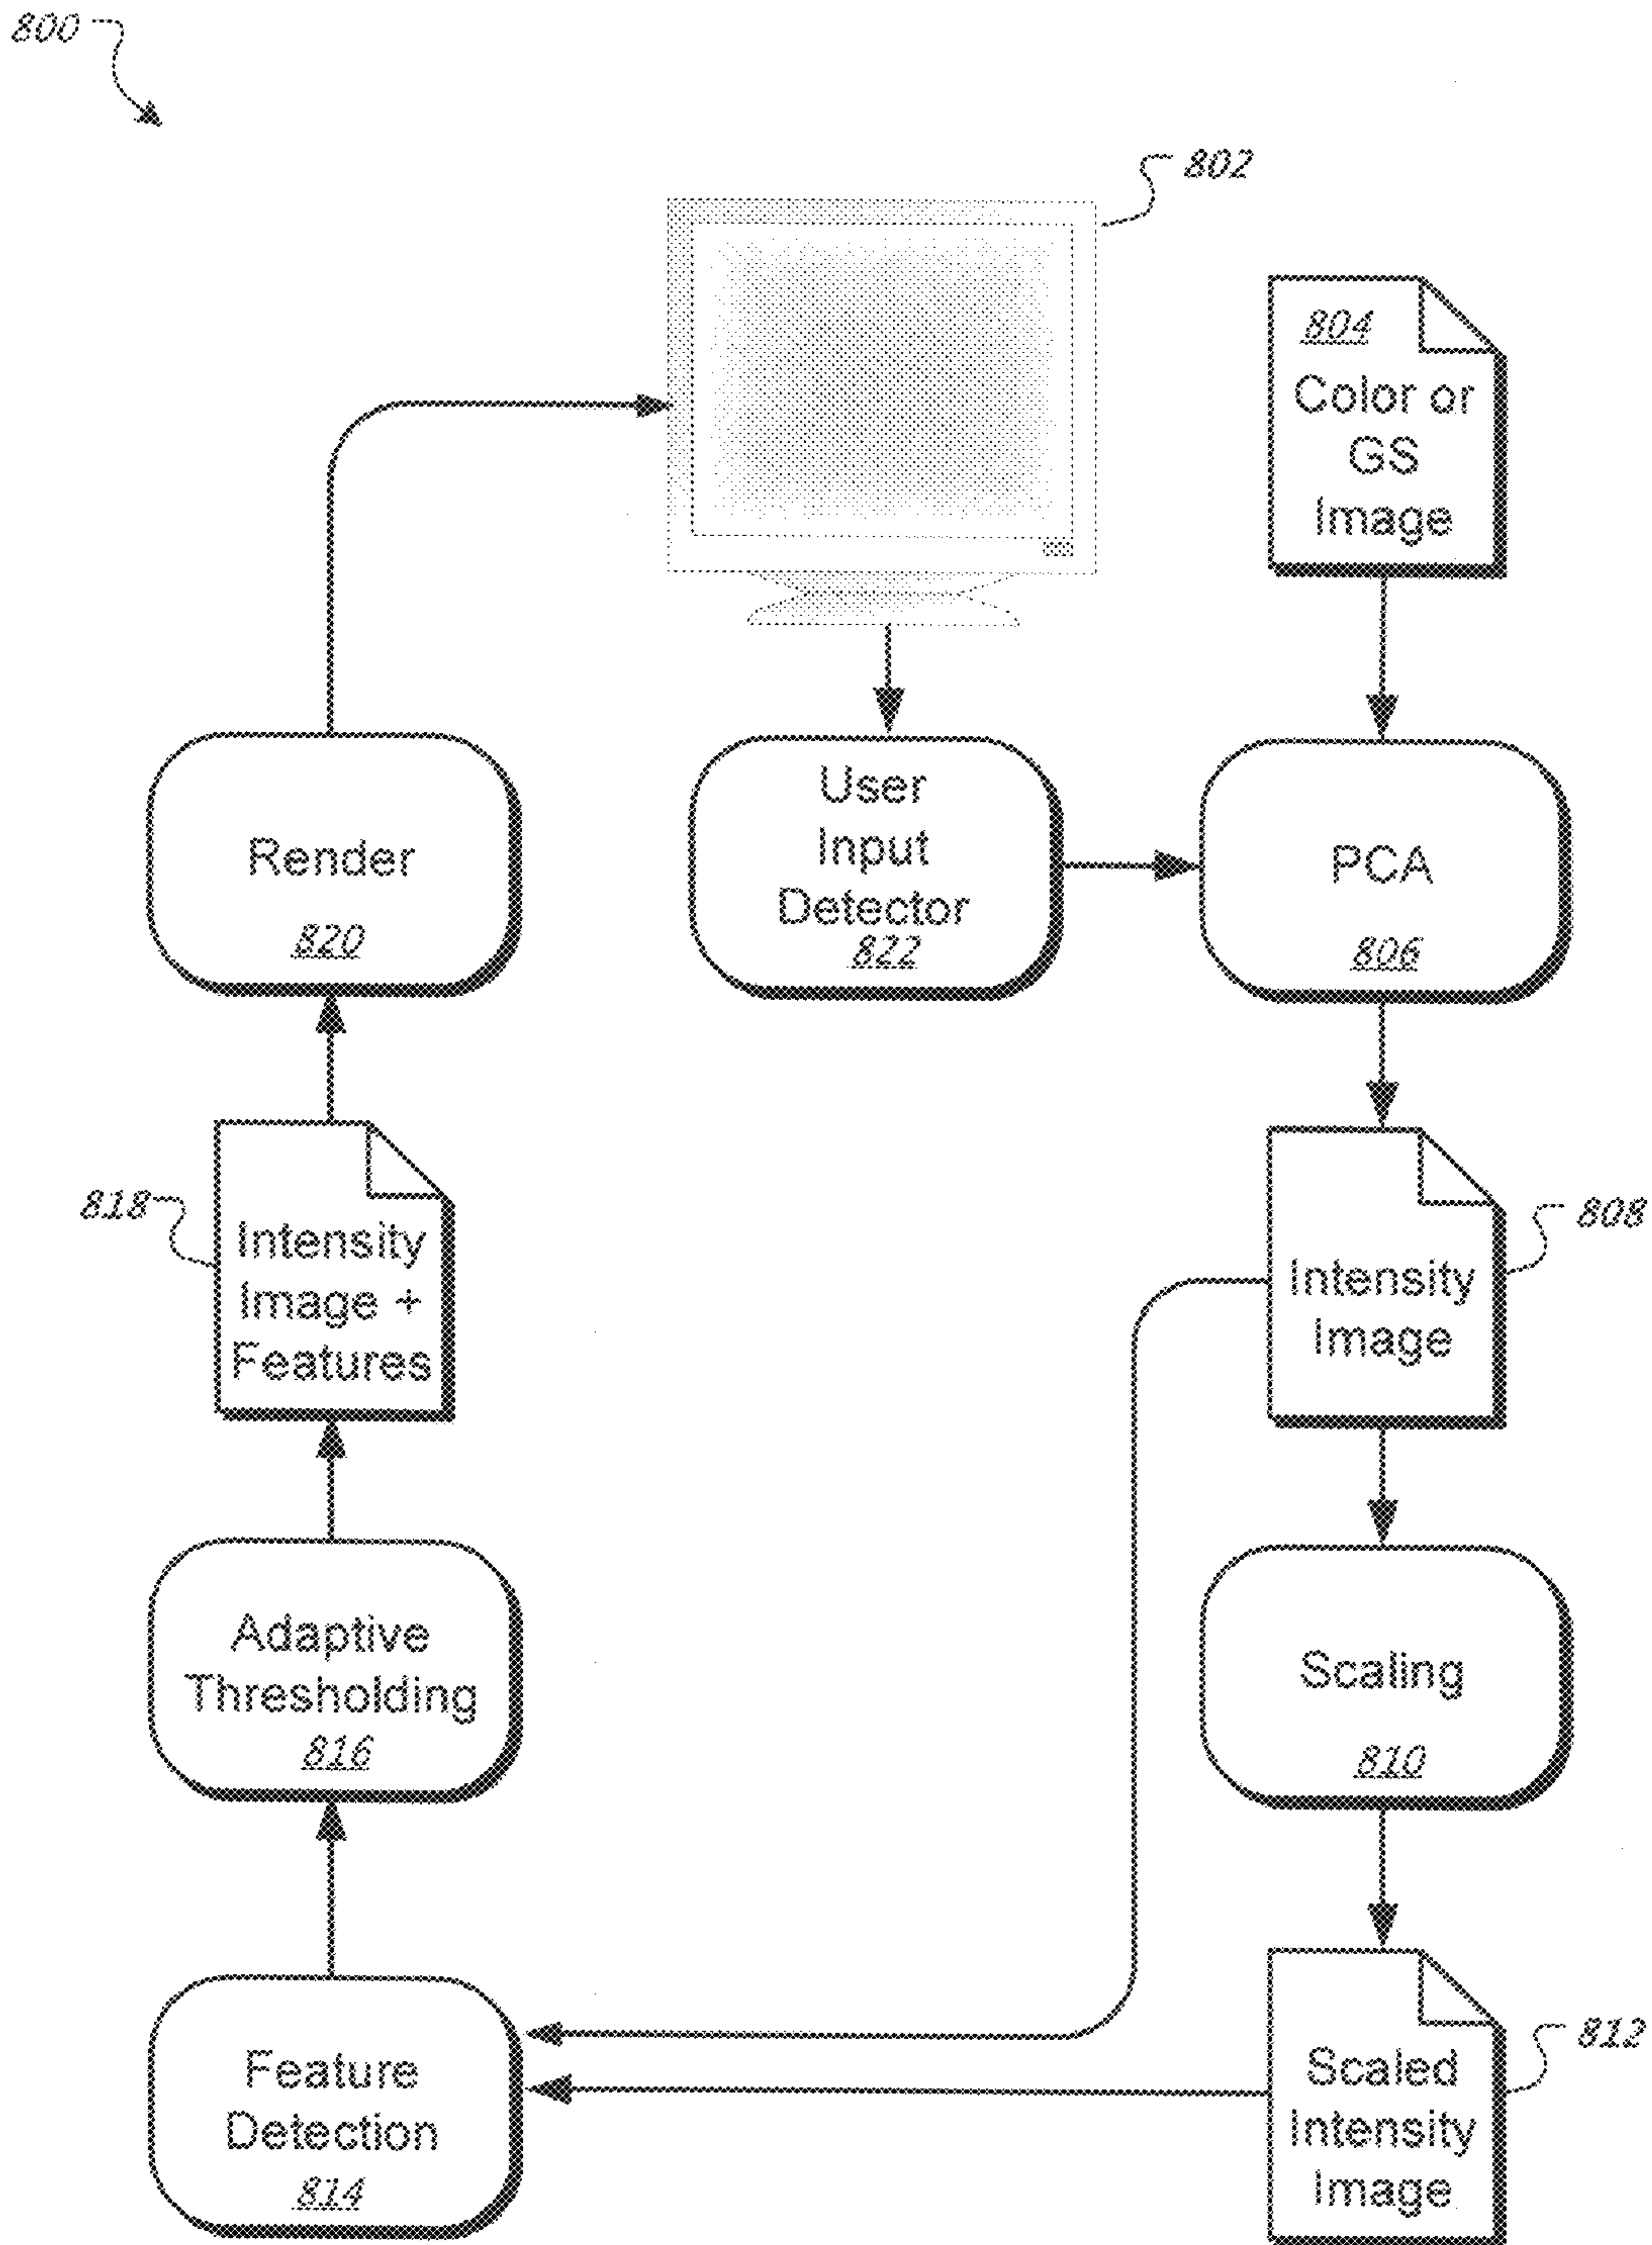 800
802
804
Color or
GS
Image
User
Input
Detector
822
PCA
806
Render
820
818
Intensity
Image +
Features
808
Intensity
Image
Adaptive
Thresholding
816
Scaling
810
Feature
Detection
814
812
Scaled
Intensity
Image